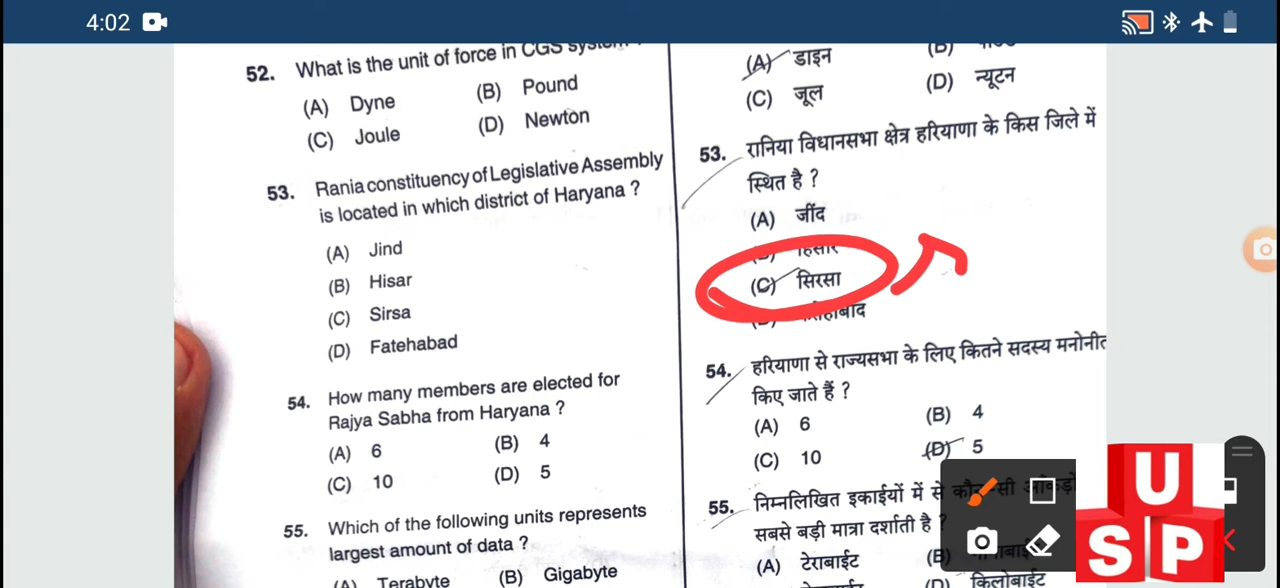 4:02
52. What is the unit of force in CGS system
(A) Dyne (B) Pound
(C) Joule (D) Newton
53. Rania constituency of Legislative Assembly
is located in which district of Haryana ?
(A) Jind
(B) Hisar
(C) Sirsa
(D) Fatehabad
54. How many members are elected for
Rajya Sabha from Haryana ?
(A) 6 (B) 4
(C) 10 (D) 5
55. Which of the following units represents
largest amount of data ?
(A) Terabyte (B) Gigabyte
(A) डाइन (B)
(C) जूल (D) न्यूटन
53. रानिया विधानसभा क्षेत्र हरियाणा के किस जिले में
स्थित है ?
(A) जींद
(B) हिसार
(C) सिरसा
(D) फतेहाबाद
54. हरियाणा से राज्यसभा के लिए कितने सदस्य मनोनीत
किए जाते हैं ?
(A) 6 (B) 4
(C) 10 (D) 5
55. निम्नलिखित इकाईयों में से
सबसे बड़ी मात्रा दर्शाती है ?
(A) टेराबाईट (B)
(D) किलोबाईट
U
S P